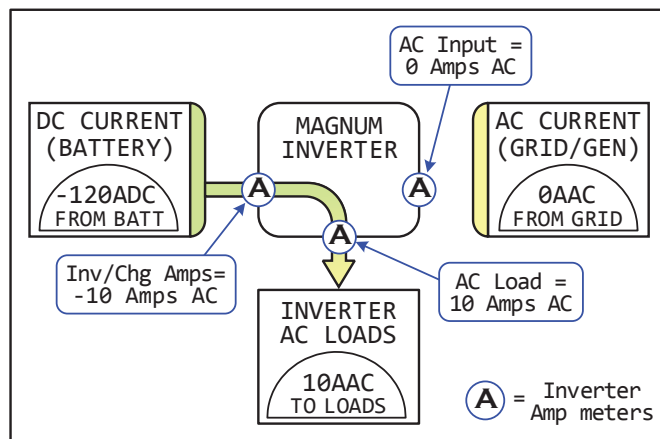 AC Input =
0 Amps AC
DC CURRENT
(BATTERY)
-120ADC
FROM BATT
MAGNUM
INVERTER
A
A
A
AC CURRENT
(GRID/GEN)
0AAC
FROM GRID
Inv/Chg Amps=
-10 Amps AC
AC Load =
10 Amps AC
INVERTER
AC LOADS
10AAC
TO LOADS
A = Inverter
Amp meters